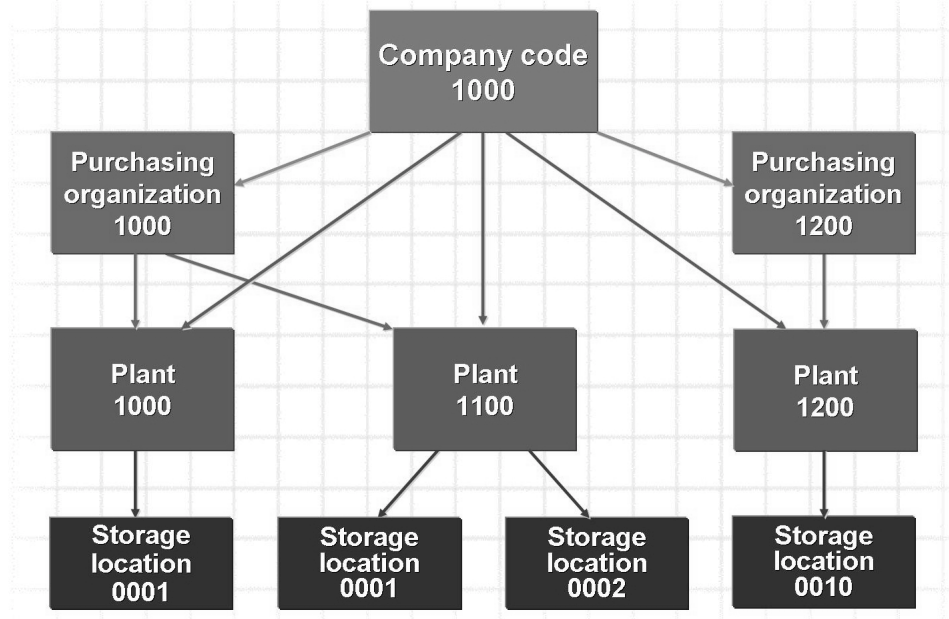 Company code
1000
Purchasing
organization
1000
Purchasing
organization
1200
Plant
1000
Plant
1100
Plant
1200
Storage
location
0001
Storage
location
0001
Storage
location
0002
Storage
location
0010